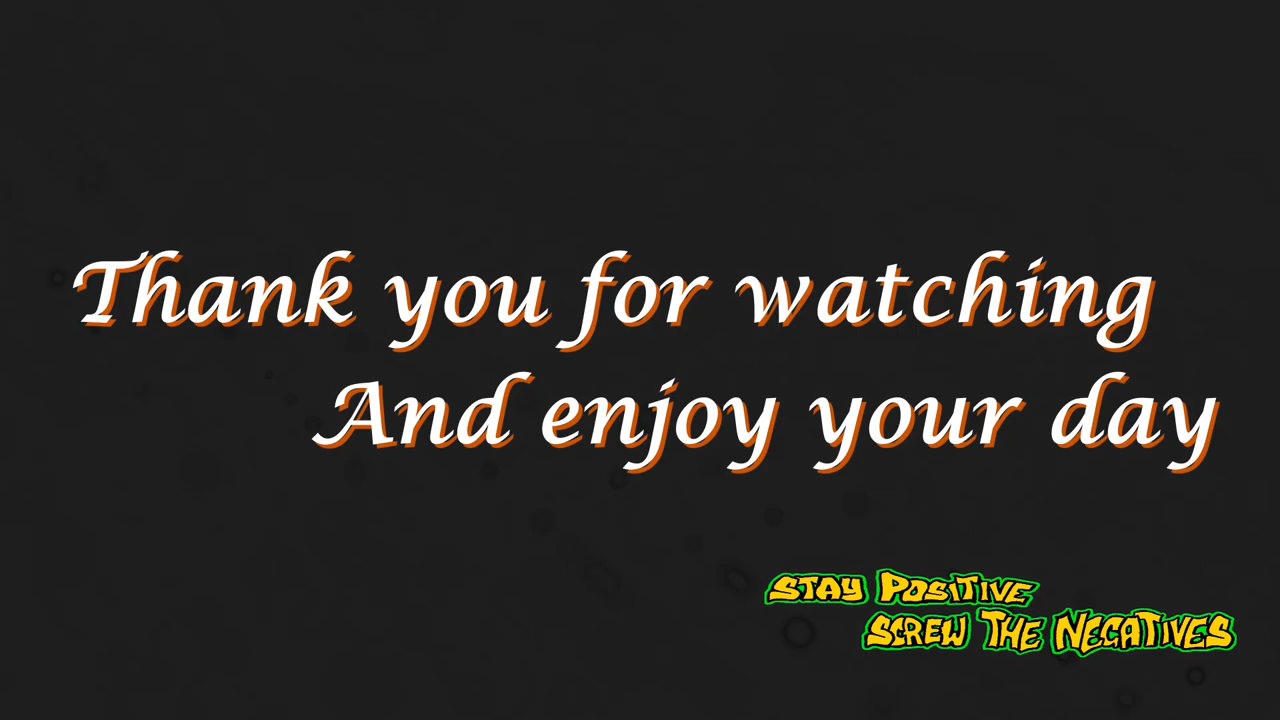 Thank you for watching
And enjoy your day
STAY POSITIVE
SCREW THE NEGATIVES